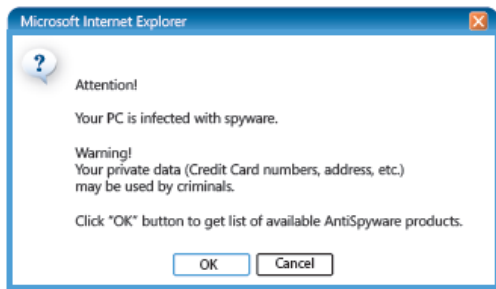 Microsoft Internet Explorer
?
Attention!
Your PC is infected with spyware.
Warning!
Your private data (Credit Card numbers, address, etc.)
may be used by criminals.
Click "OK" button to get list of available AntiSpyware products.
OK Cancel